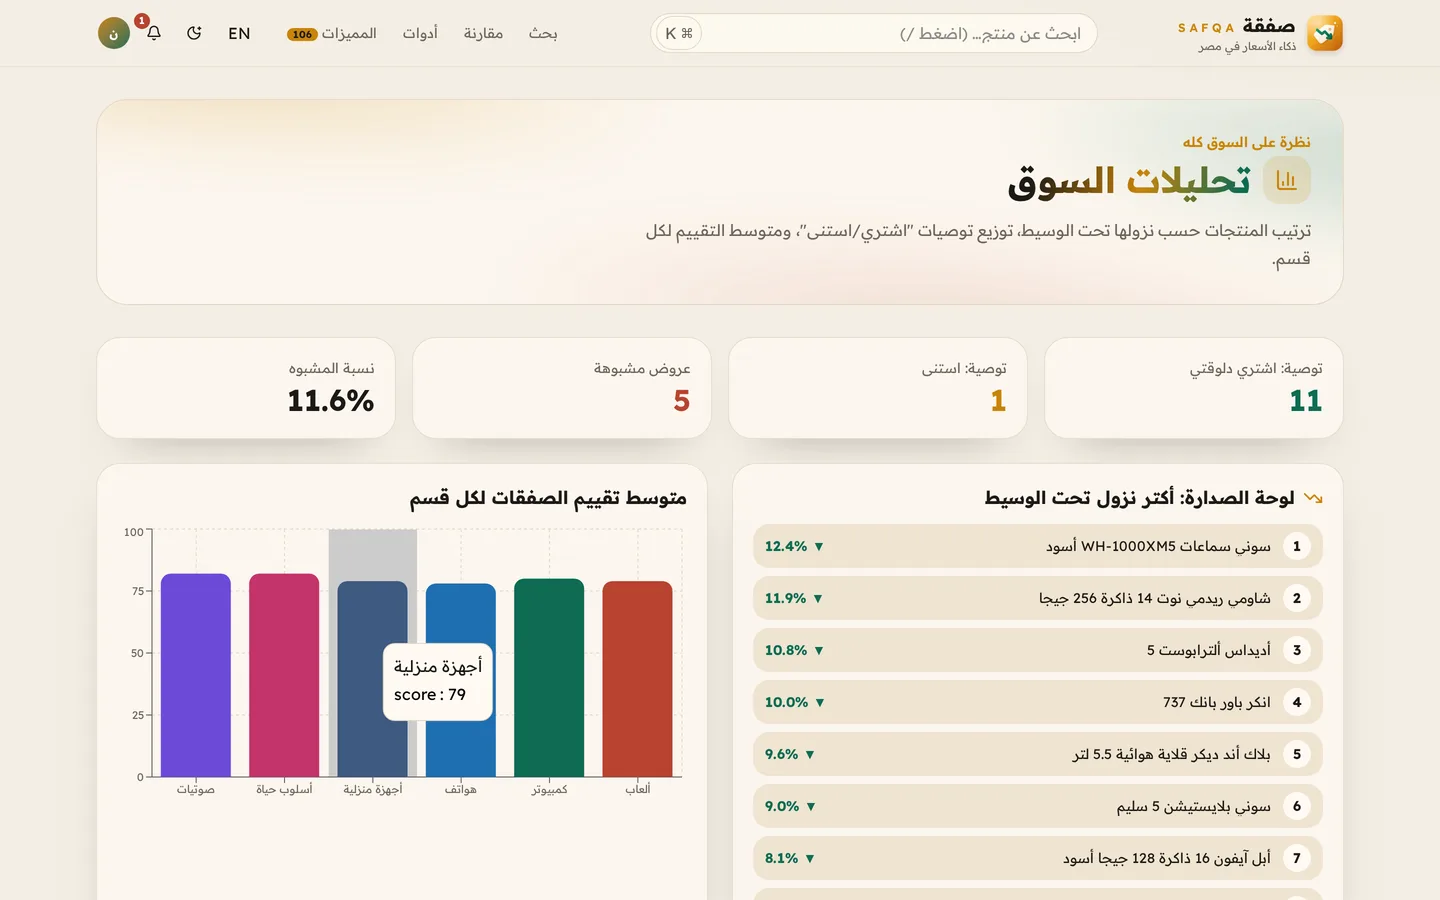 صفقة SAFQA
ذكاء الأسعار في مصر
ابحث عن منتج... (اضغط /)
⌘ K
بحث
مقارنة
أدوات
المميزات 106
EN
1
ن
نظرة على السوق كله
تحليلات السوق
ترتيب المنتجات حسب نزولها تحت الوسيط، توزيع توصيات "اشتري/استنى"، ومتوسط التقييم لكل
قسم.
توصية: اشتري دلوقتي
11
توصية: استنى
1
عروض مشبوهة
5
نسبة المشبوه
11.6%
لوحة الصدارة: أكتر نزول تحت الوسيط
1 سوني سماعات WH-1000XM5 أسود ▼ 12.4%
2 شاومي ريدمي نوت 14 ذاكرة 256 جيجا ▼ 11.9%
3 أديداس ألترابوست 5 ▼ 10.8%
4 انكر باور بانك 737 ▼ 10.0%
5 بلاك أند ديكر قلاية هوائية 5.5 لتر ▼ 9.6%
6 سوني بلايستيشن 5 سليم ▼ 9.0%
7 أبل آيفون 16 ذاكرة 128 جيجا أسود ▼ 8.1%
متوسط تقييم الصفقات لكل قسم
100
75
50
25
0
أجهزة منزلية
score : 79
ألعاب
كمبيوتر
هواتف
أجهزة منزلية
أسلوب حياة
صوتيات